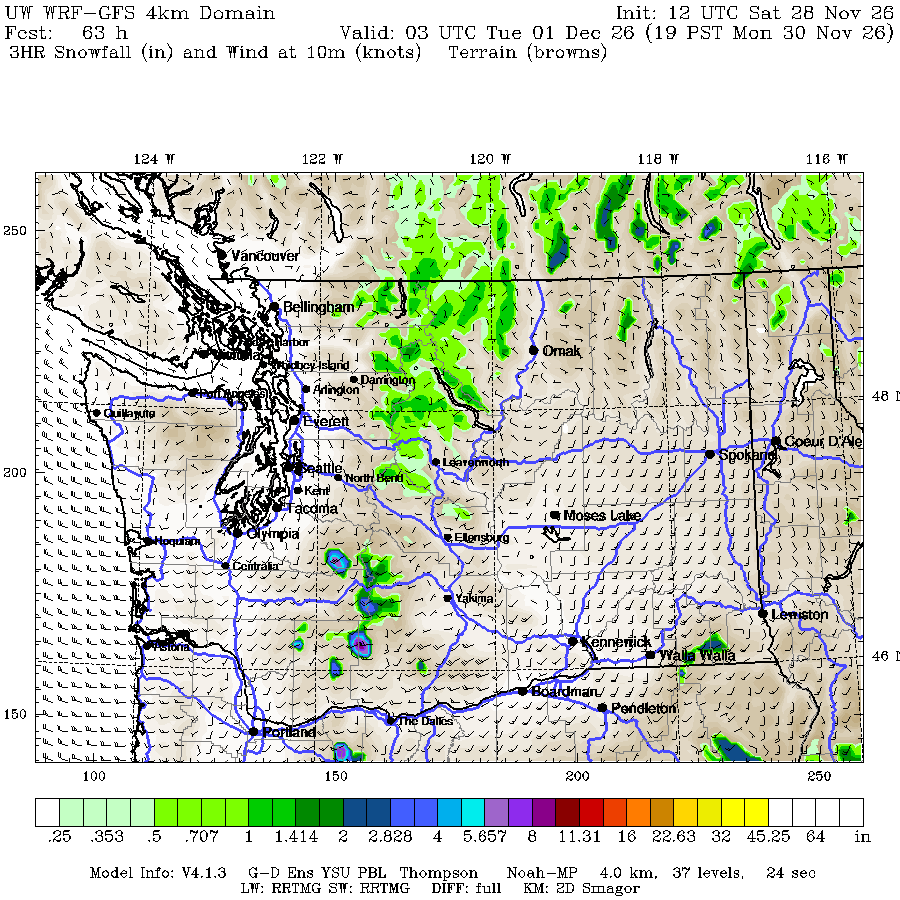 UW WRF-GFS 4km Domain Init: 12 UTC Sat 28 Nov 26
Fcst: 63 h Valid: 03 UTC Tue 01 Dec 26 (19 PST Mon 30 Nov 26)
3HR Snowfall (in) and Wind at 10m (knots) Terrain (browns)
124 W 122 W 120 W 118 W 116 W
250
Vancouver
Bellingham
Harbor
Omak
Whidbey Island
Darrington
Arlington
Port Angeles
48 N
Quillayute
Everett
Coeur D'Ale
Spokane
Leavenworth
Seattle
200
North Bend
Kent
Tacoma
Moses Lake
Olympia
Ellensburg
Hoquiam
Centralia
Yakima
Lewiston
Kennewick
Astoria
Walla Walla
46 N
Boardman
Pendleton
150
The Dalles
Portland
100 150 200 250
.25 .353 .5 .707 1 1.414 2 2.828 4 5.657 8 11.31 16 22.63 32 45.25 64 in
Model Info: V4.1.3 G-D Ens YSU PBL Thompson Noah-MP 4.0 km, 37 levels, 24 sec
LW: RRTMG SW: RRTMG DIFF: full KM: 2D Smagor